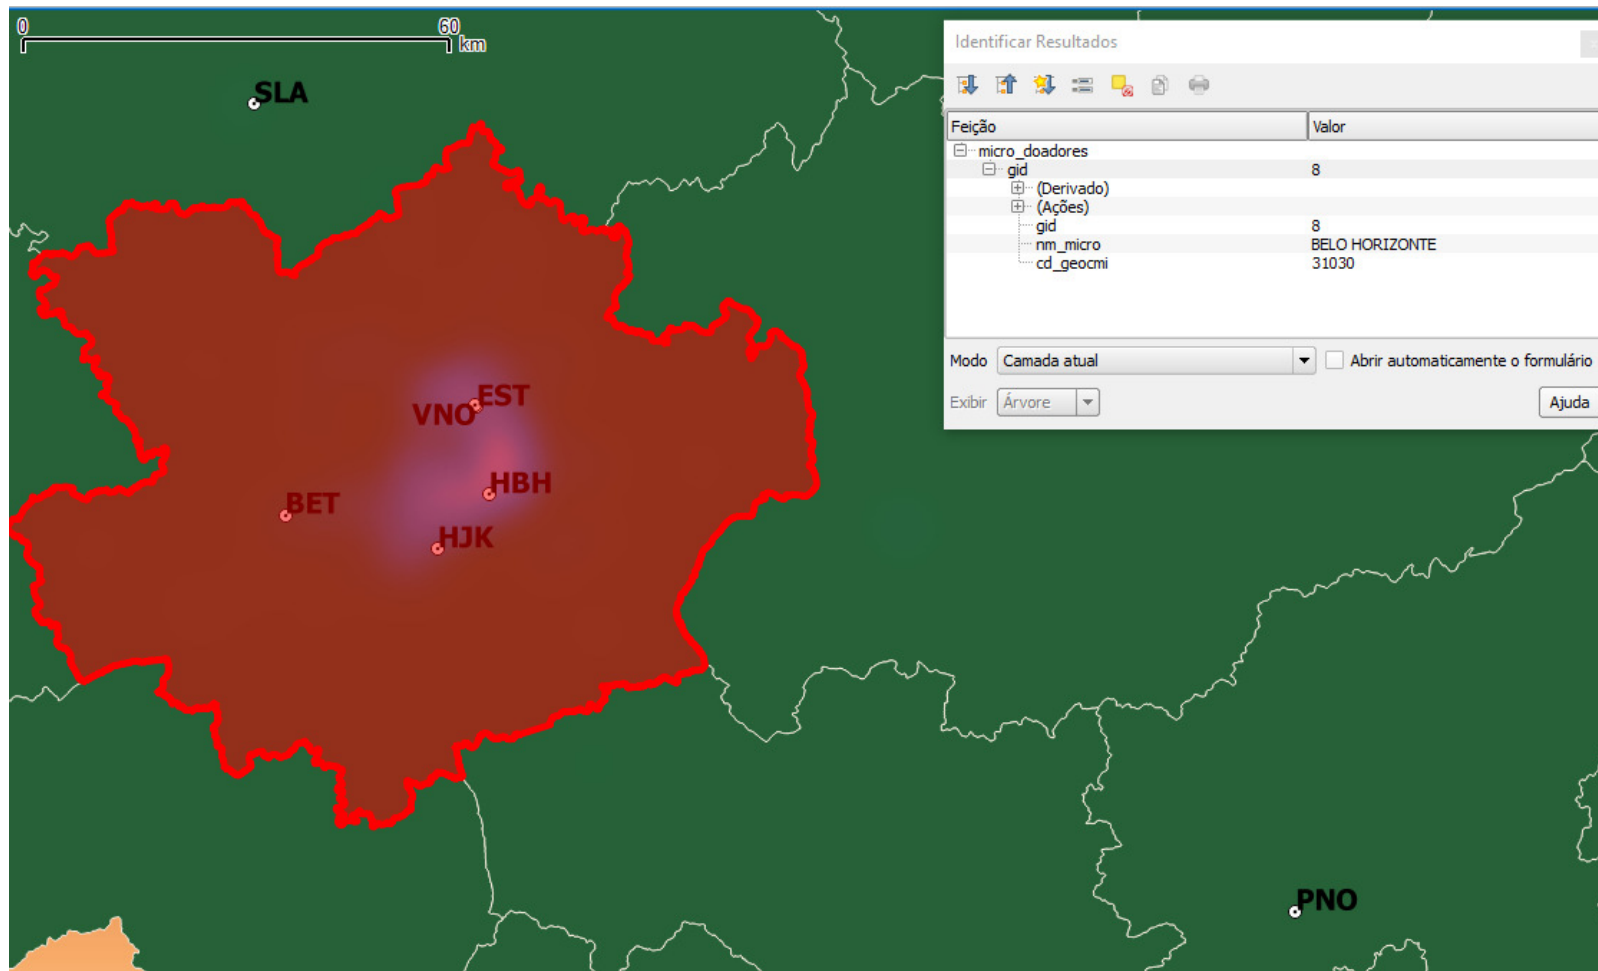 0 60
km
SLA
EST
VNO
HBH
BET
HJK
PNO
Identificar Resultados
Feição Valor
micro_doadores
gid 8
(Derivado)
(Ações)
gid 8
nm_micro BELO HORIZONTE
cd_geocmi 31030
Modo Camada atual Abrir automaticamente o formulário
Exibir Árvore Ajuda